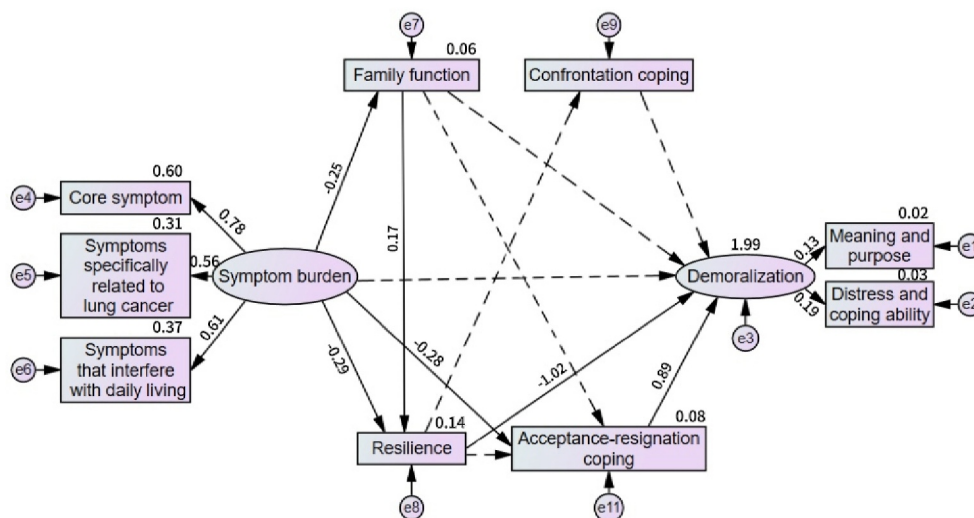 e7
e9
0.06
Family function
Confrontation coping
-0.25
0.60
e4
Core symptom
0.78
0.31
e5
Symptoms
specifically
related to
lung cancer
0.56
Symptom burden
0.17
1.99
Demoralization
0.13
0.02
Meaning and
purpose
e1
0.03
Distress and
coping ability
e2
0.19
e3
0.37
e6
Symptoms
that interfere
with daily living
0.61
-0.29
-0.28
-1.02
0.89
0.14
Resilience
0.08
Acceptance-resignation
coping
e8
e11